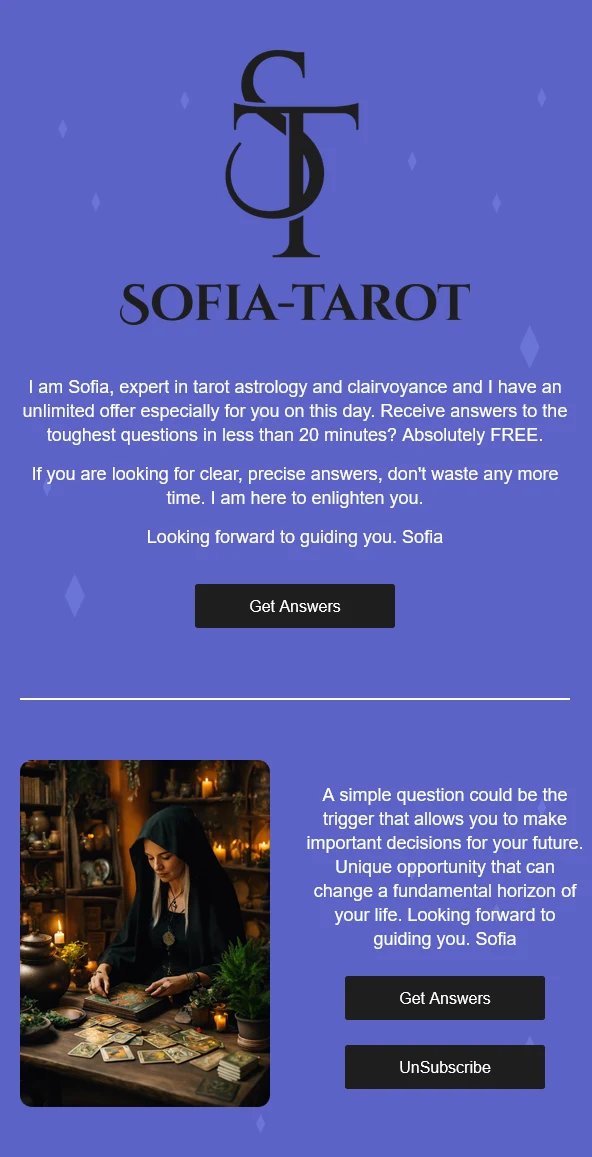 ST
SOFIA-TAROT
I am Sofia, expert in tarot astrology and clairvoyance and I have an
unlimited offer especially for you on this day. Receive answers to the
toughest questions in less than 20 minutes? Absolutely FREE.
If you are looking for clear, precise answers, don't waste any more
time. I am here to enlighten you.
Looking forward to guiding you. Sofia
Get Answers
A simple question could be the
trigger that allows you to make
important decisions for your future.
Unique opportunity that can
change a fundamental horizon of
your life. Looking forward to
guiding you. Sofia
Get Answers
UnSubscribe